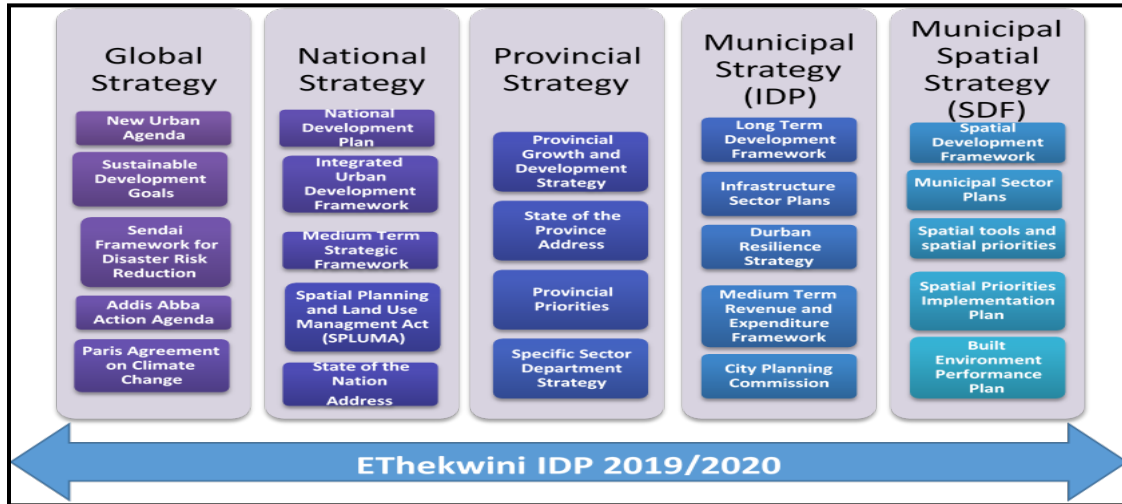 Global
Strategy
New Urban
Agenda
Sustainable
Development
Goals
Sendai
Framework for
Disaster Risk
Reduction
Addis Abba
Action Agenda
Paris Agreement
on Climate
Change
National
Strategy
National
Development
Plan
Integrated
Urban
Development
Framework
Medium Term
Strategic
Framework
Spatial Planning
and Land Use
Managment Act
(SPLUMA)
State of the
Nation
Address
Provincial
Strategy
Provincial
Growth and
Development
Strategy
State of the
Province
Address
Provincial
Priorities
Specific Sector
Department
Strategy
Municipal
Strategy
(IDP)
Long Term
Development
Framework
Infrastructure
Sector Plans
Durban
Resilience
Strategy
Medium Term
Revenue and
Expenditure
Framework
City Planning
Commission
Municipal
Spatial
Strategy
(SDF)
Spatial
Development
Framework
Municipal Sector
Plans
Spatial tools and
spatial priorities
Spatial Priorities
Implementation
Plan
Built
Environment
Performance
Plan
EThekwini IDP 2019/2020